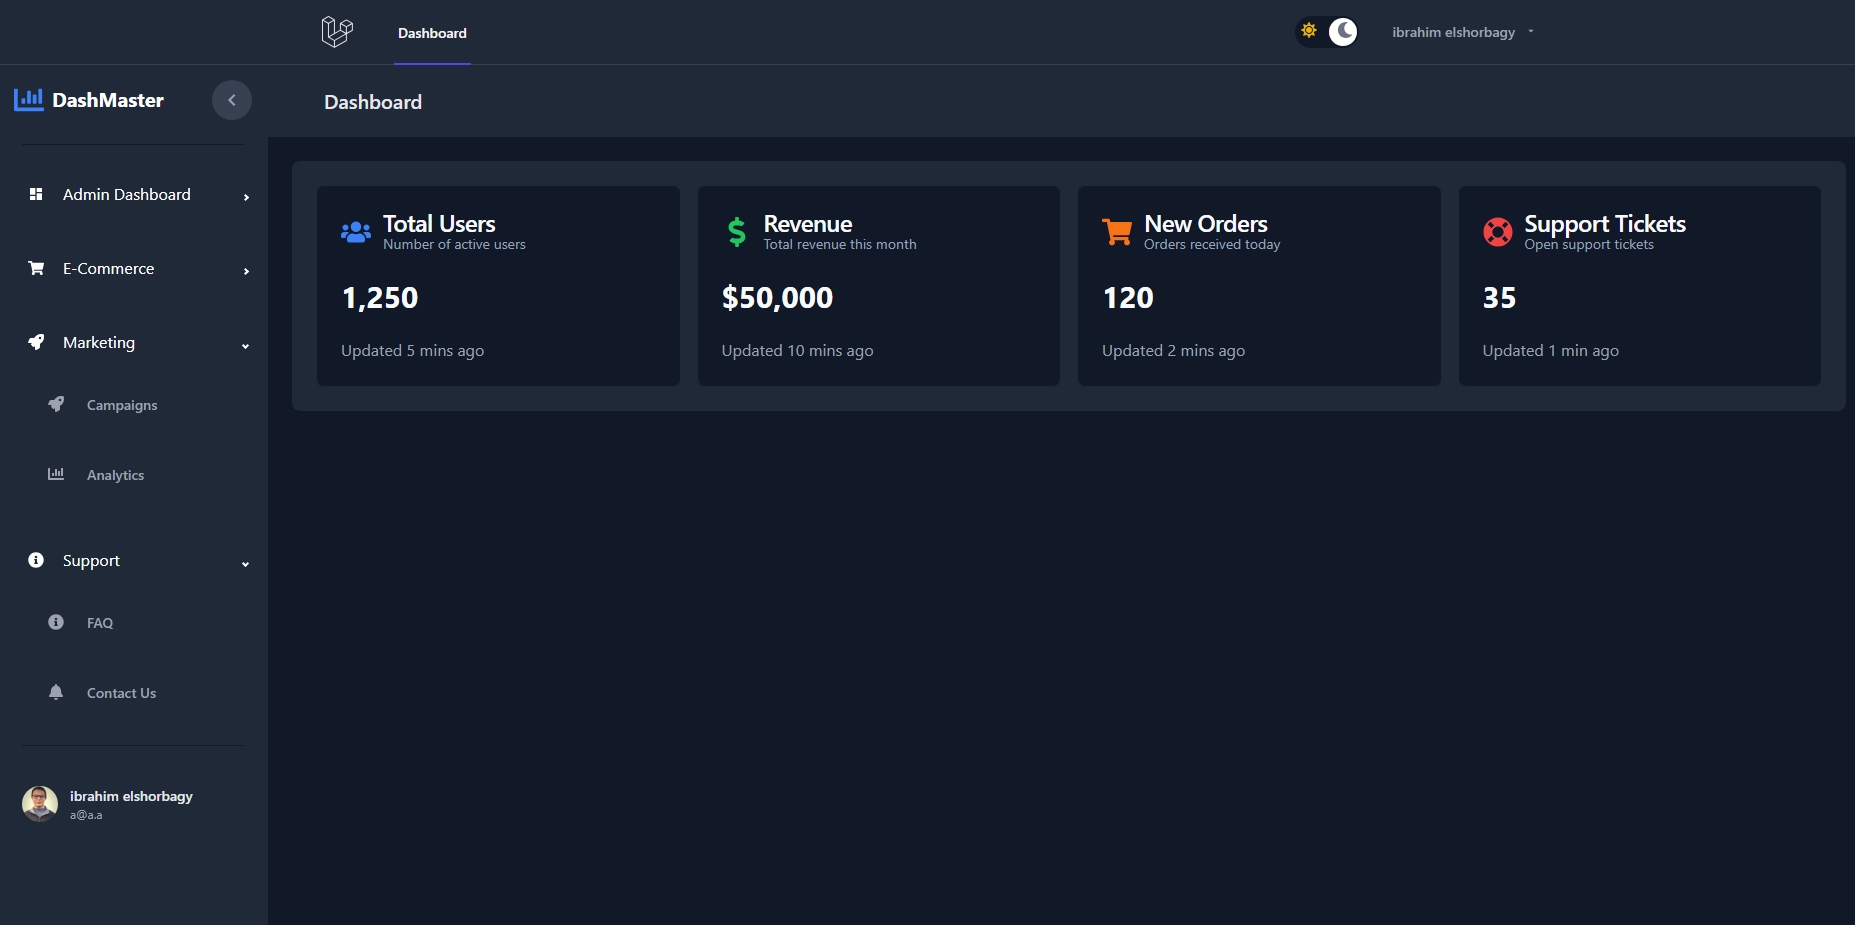 Dashboard
ibrahim elshorbagy
DashMaster
Dashboard
Admin Dashboard
E-Commerce
Marketing
Campaigns
Analytics
Support
FAQ
Contact Us
ibrahim elshorbagy
a@a.a
Total Users
Number of active users
1,250
Updated 5 mins ago
Revenue
Total revenue this month
$50,000
Updated 10 mins ago
New Orders
Orders received today
120
Updated 2 mins ago
Support Tickets
Open support tickets
35
Updated 1 min ago